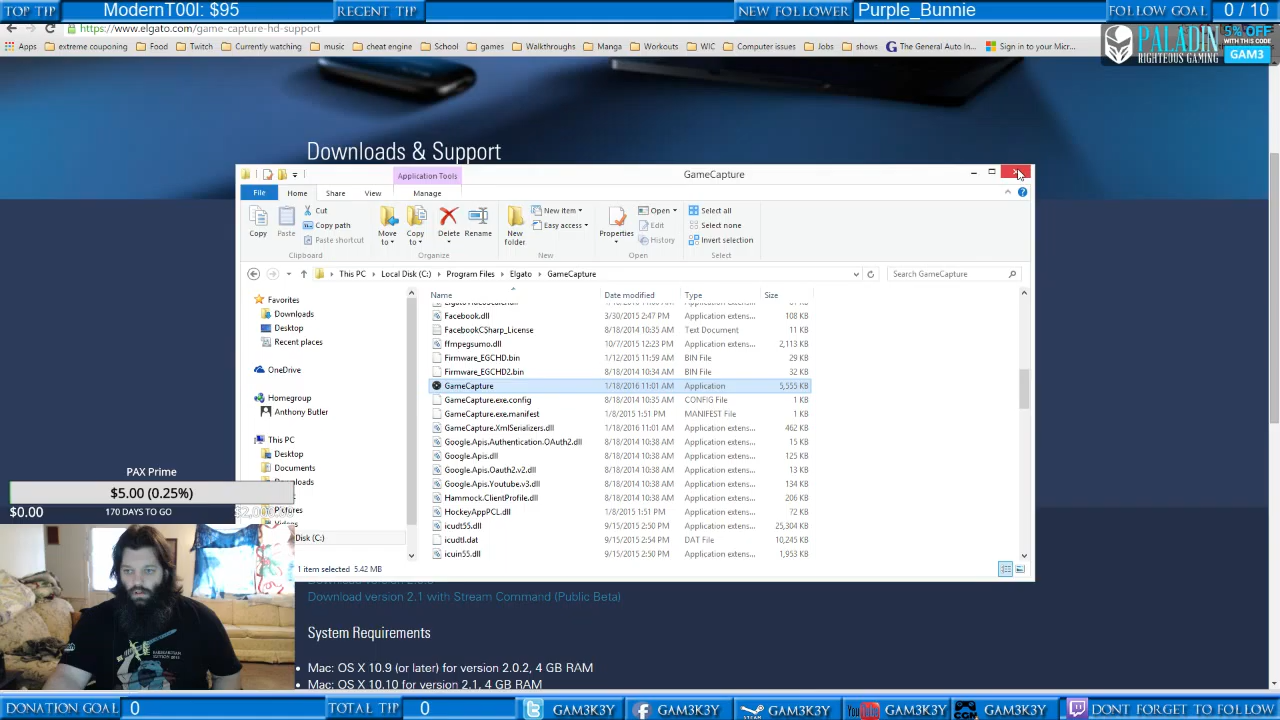 TOP TIP
ModernT00l: $95
RECENT TIP
NEW FOLLOWER
Purple_Bunnie
FOLLOW GOAL
0 / 10
https://www.elgato.com/game-capture-hd-support
Apps
extreme couponing
Food
Twitch
Currently watching
music
cheat engine
School
games
Walkthroughs
Manga
Workouts
WIC
Computer issues
Jobs
shows
The General Auto In...
Sign in to your Micr...
PALADIN
RIGHTEOUS GAMING
5% OFF
WITH THIS CODE
GAM3
Downloads & Support
Application Tools
GameCapture
File
Home
Share
View
Manage
Copy
Paste
Cut
Copy path
Paste shortcut
Clipboard
Move to
Copy to
Delete
Rename
Organize
New folder
New item
Easy access
New
Properties
Open
Edit
History
Open
Select all
Select none
Invert selection
Select
This PC
Local Disk (C:)
Program Files
Elgato
GameCapture
Search GameCapture
Name
Date modified
Type
Size
Favorites
Downloads
Desktop
Recent places
OneDrive
Homegroup
Anthony Butler
This PC
Desktop
Documents
Downloads
Pictures
Disk (C:)
Facebook.dll 3/30/2015 2:47 PM Application extens... 108 KB
FacebookCSharp_License 8/18/2014 10:35 AM Text Document 11 KB
ffmpegsumo.dll 10/7/2015 12:23 PM Application extens... 2,113 KB
Firmware_EGCHD.bin 1/12/2015 11:59 AM BIN File 29 KB
Firmware_EGCHD2.bin 8/18/2014 10:34 AM BIN File 32 KB
GameCapture 1/18/2016 11:01 AM Application 5,555 KB
GameCapture.exe.config 8/18/2014 10:35 AM CONFIG File 1 KB
GameCapture.exe.manifest 1/8/2015 1:51 PM MANIFEST File 1 KB
GameCapture.XmlSerializers.dll 1/18/2016 11:01 AM Application extens... 462 KB
Google.Apis.Authentication.OAuth2.dll 8/18/2014 10:38 AM Application extens... 15 KB
Google.Apis.dll 8/18/2014 10:38 AM Application extens... 125 KB
Google.Apis.Oauth2.v2.dll 8/18/2014 10:38 AM Application extens... 13 KB
Google.Apis.Youtube.v3.dll 8/18/2014 10:38 AM Application extens... 134 KB
Hammock.ClientProfile.dll 8/18/2014 10:38 AM Application extens... 206 KB
HockeyAppPCL.dll 1/8/2015 1:51 PM Application extens... 72 KB
icudt55.dll 9/15/2015 2:50 PM Application extens... 25,304 KB
icudtl.dat 9/15/2015 2:54 PM DAT File 10,245 KB
icuin55.dll 9/15/2015 2:50 PM Application extens... 1,953 KB
1 item selected 5.42 MB
PAX Prime
$5.00 (0.25%)
$0.00
170 DAYS TO GO
Download version 2.1 with Stream Command (Public Beta)
System Requirements
Mac: OS X 10.9 (or later) for version 2.0.2, 4 GB RAM
Mac: OS X 10.10 for version 2.1, 4 GB RAM
DONATION GOAL
0
TOTAL TIP
0
GAM3K3Y
GAM3K3Y
STEAM
GAM3K3Y
YouTube
GAM3K3Y
CGM
GAM3K3Y
DONT FORGET TO FOLLOW